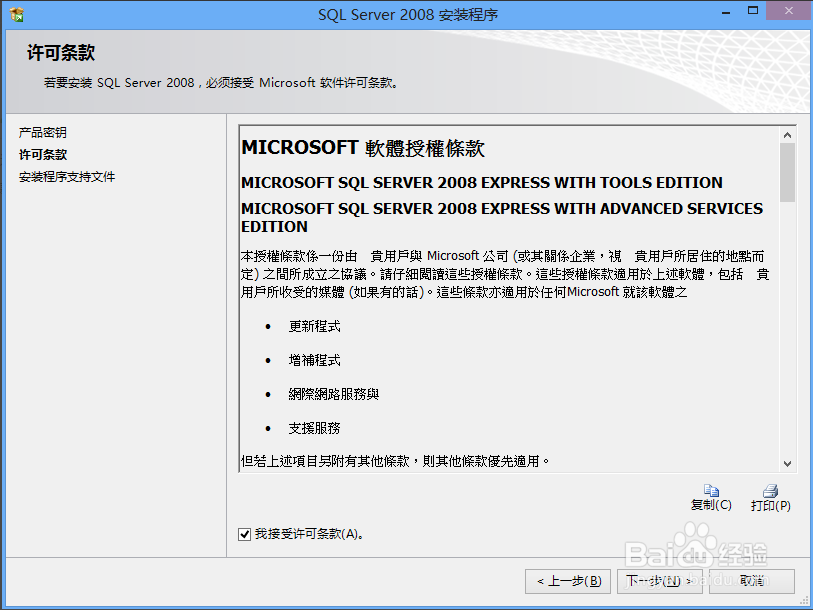 SQL Server 2008 安装程序
许可条款
若要安装 SQL Server 2008，必须接受 Microsoft 软件许可条款。
产品密钥
许可条款
安装程序支持文件
MICROSOFT 軟體授權條款
MICROSOFT SQL SERVER 2008 EXPRESS WITH TOOLS EDITION
MICROSOFT SQL SERVER 2008 EXPRESS WITH ADVANCED SERVICES
EDITION
本授權條款係一份由　貴用戶與 Microsoft 公司 (或其關係企業，視　貴用戶所居住的地點而
定) 之間所成立之協議。請仔細閱讀這些授權條款。這些授權條款適用於上述軟體，包括　貴
用戶所收受的媒體 (如果有的話)。這些條款亦適用於任何Microsoft 就該軟體之
• 更新程式
• 增補程式
• 網際網路服務與
• 支援服務
但若上述項目另附有其他條款，則其他條款優先適用。
复制(C)
打印(P)
我接受许可条款(A)。
Baidu 经验
< 上一步(B)
下一步(N) >
取消